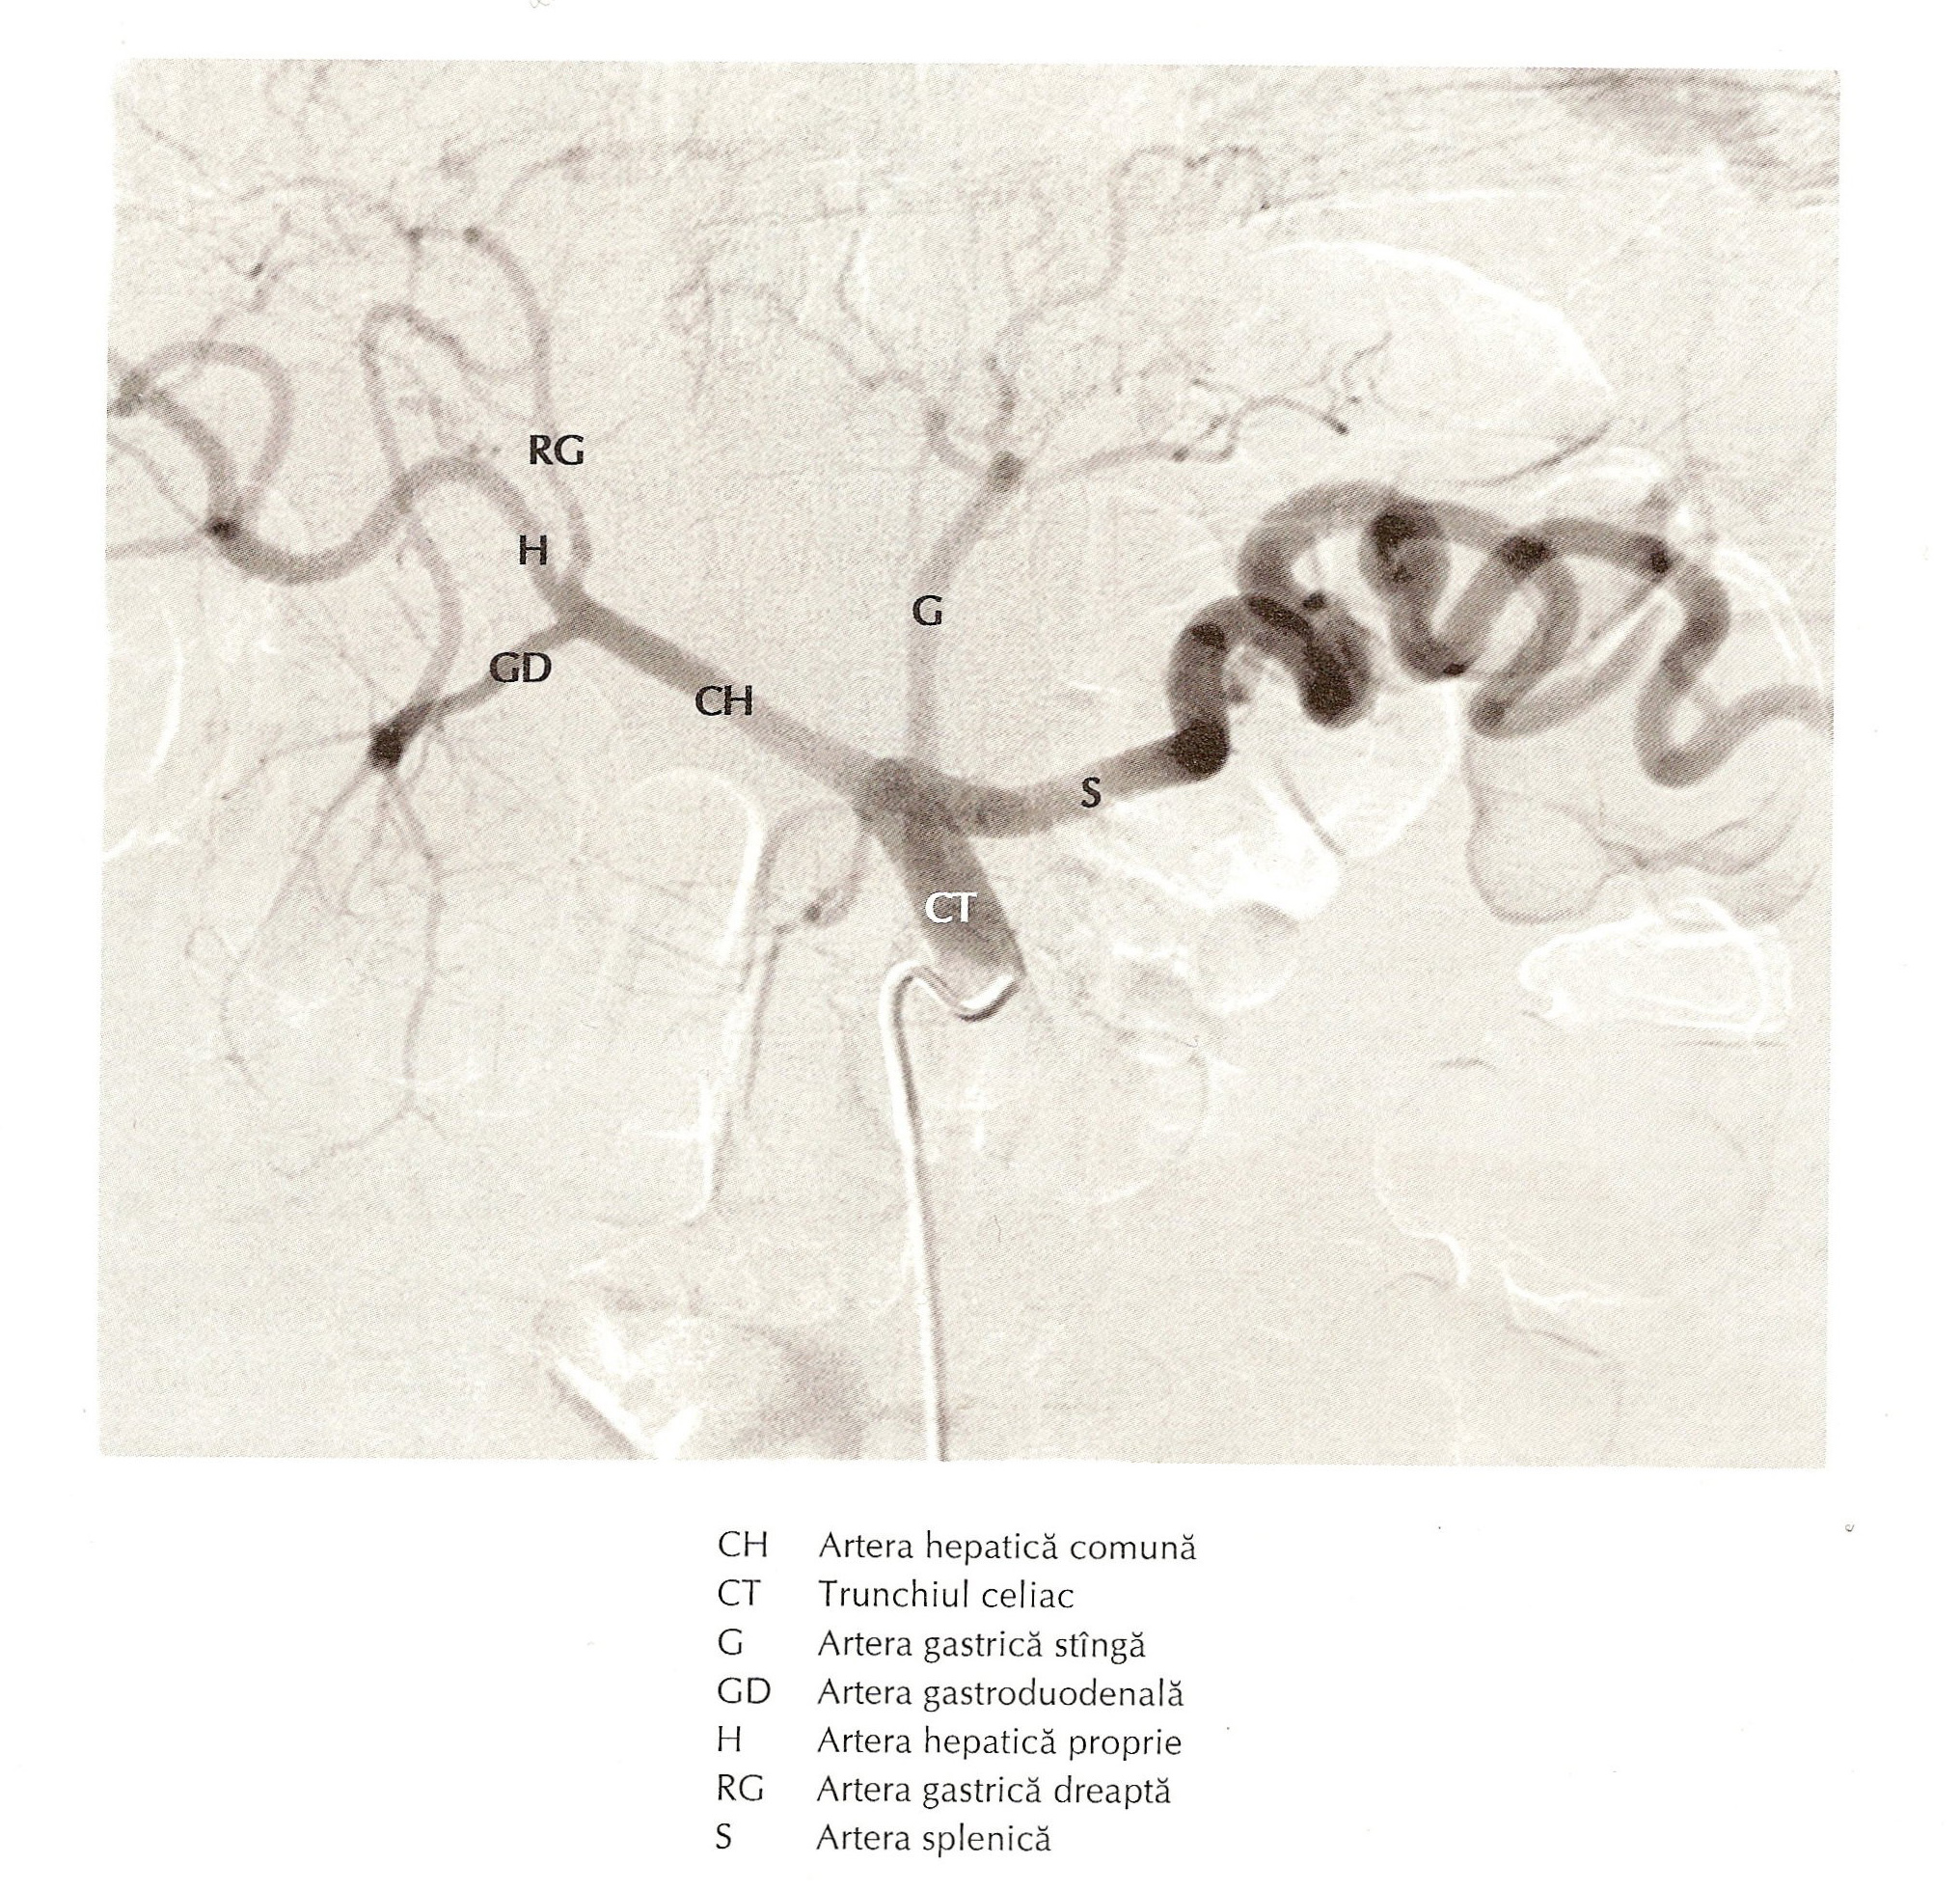 RG
H
G
GD
CH
S
CT
CH Artera hepatică comună
CT Trunchiul celiac
G Artera gastrică stîngă
GD Artera gastroduodenală
H Artera hepatică proprie
RG Artera gastrică dreaptă
S Artera splenică